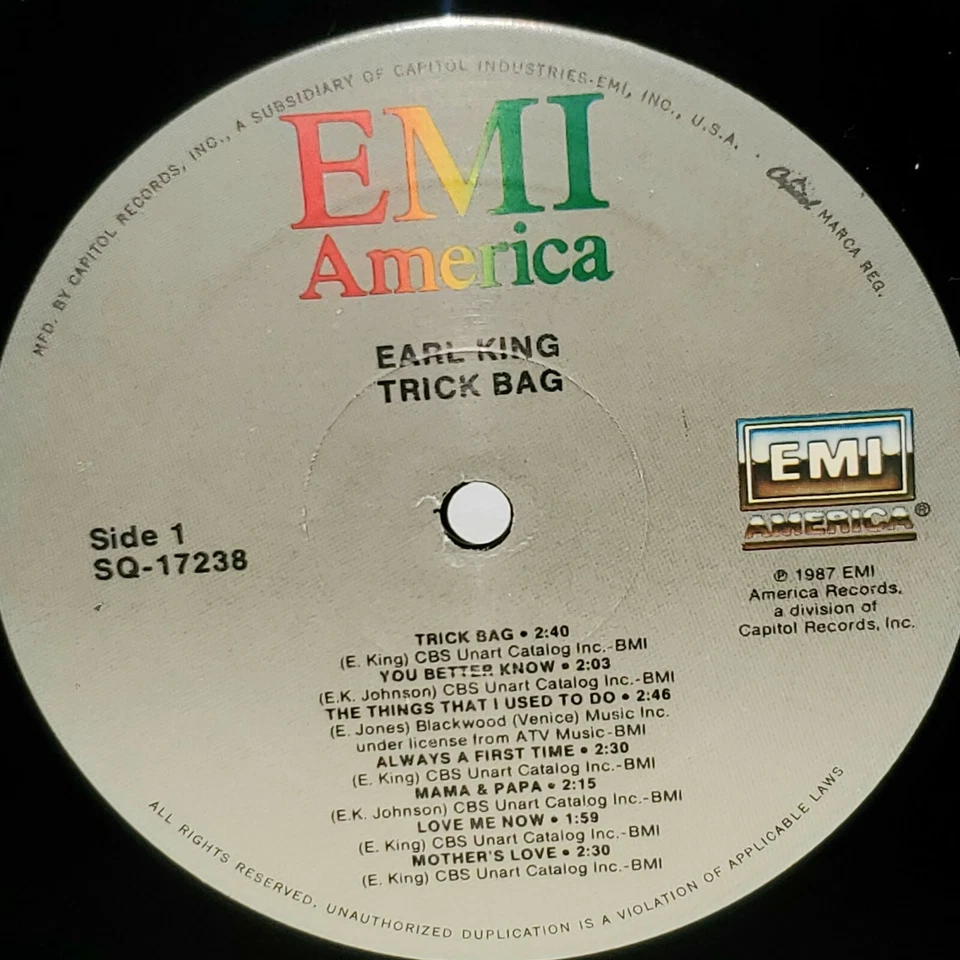 MFD. BY CAPITOL RECORDS, INC., A SUBSIDIARY OF CAPITOL INDUSTRIES-EMI, INC., U.S.A. · Capitol MARCA REG.
EMI
America
EARL KING
TRICK BAG
Side 1
SQ-17238
EMI
AMERICA®
℗ 1987 EMI
America Records,
a division of
Capitol Records, Inc.
TRICK BAG • 2:40
(E. King) CBS Unart Catalog Inc.-BMI
YOU BETTER KNOW • 2:03
(E.K. Johnson) CBS Unart Catalog Inc.-BMI
THE THINGS THAT I USED TO DO • 2:46
(E. Jones) Blackwood (Venice) Music Inc.
under license from ATV Music-BMI
ALWAYS A FIRST TIME • 2:30
(E. King) CBS Unart Catalog Inc.-BMI
MAMA & PAPA • 2:15
(E.K. Johnson) CBS Unart Catalog Inc.-BMI
LOVE ME NOW • 1:59
(E. King) CBS Unart Catalog Inc.-BMI
MOTHER'S LOVE • 2:30
(E. King) CBS Unart Catalog Inc.-BMI
ALL RIGHTS RESERVED. UNAUTHORIZED DUPLICATION IS A VIOLATION OF APPLICABLE LAWS